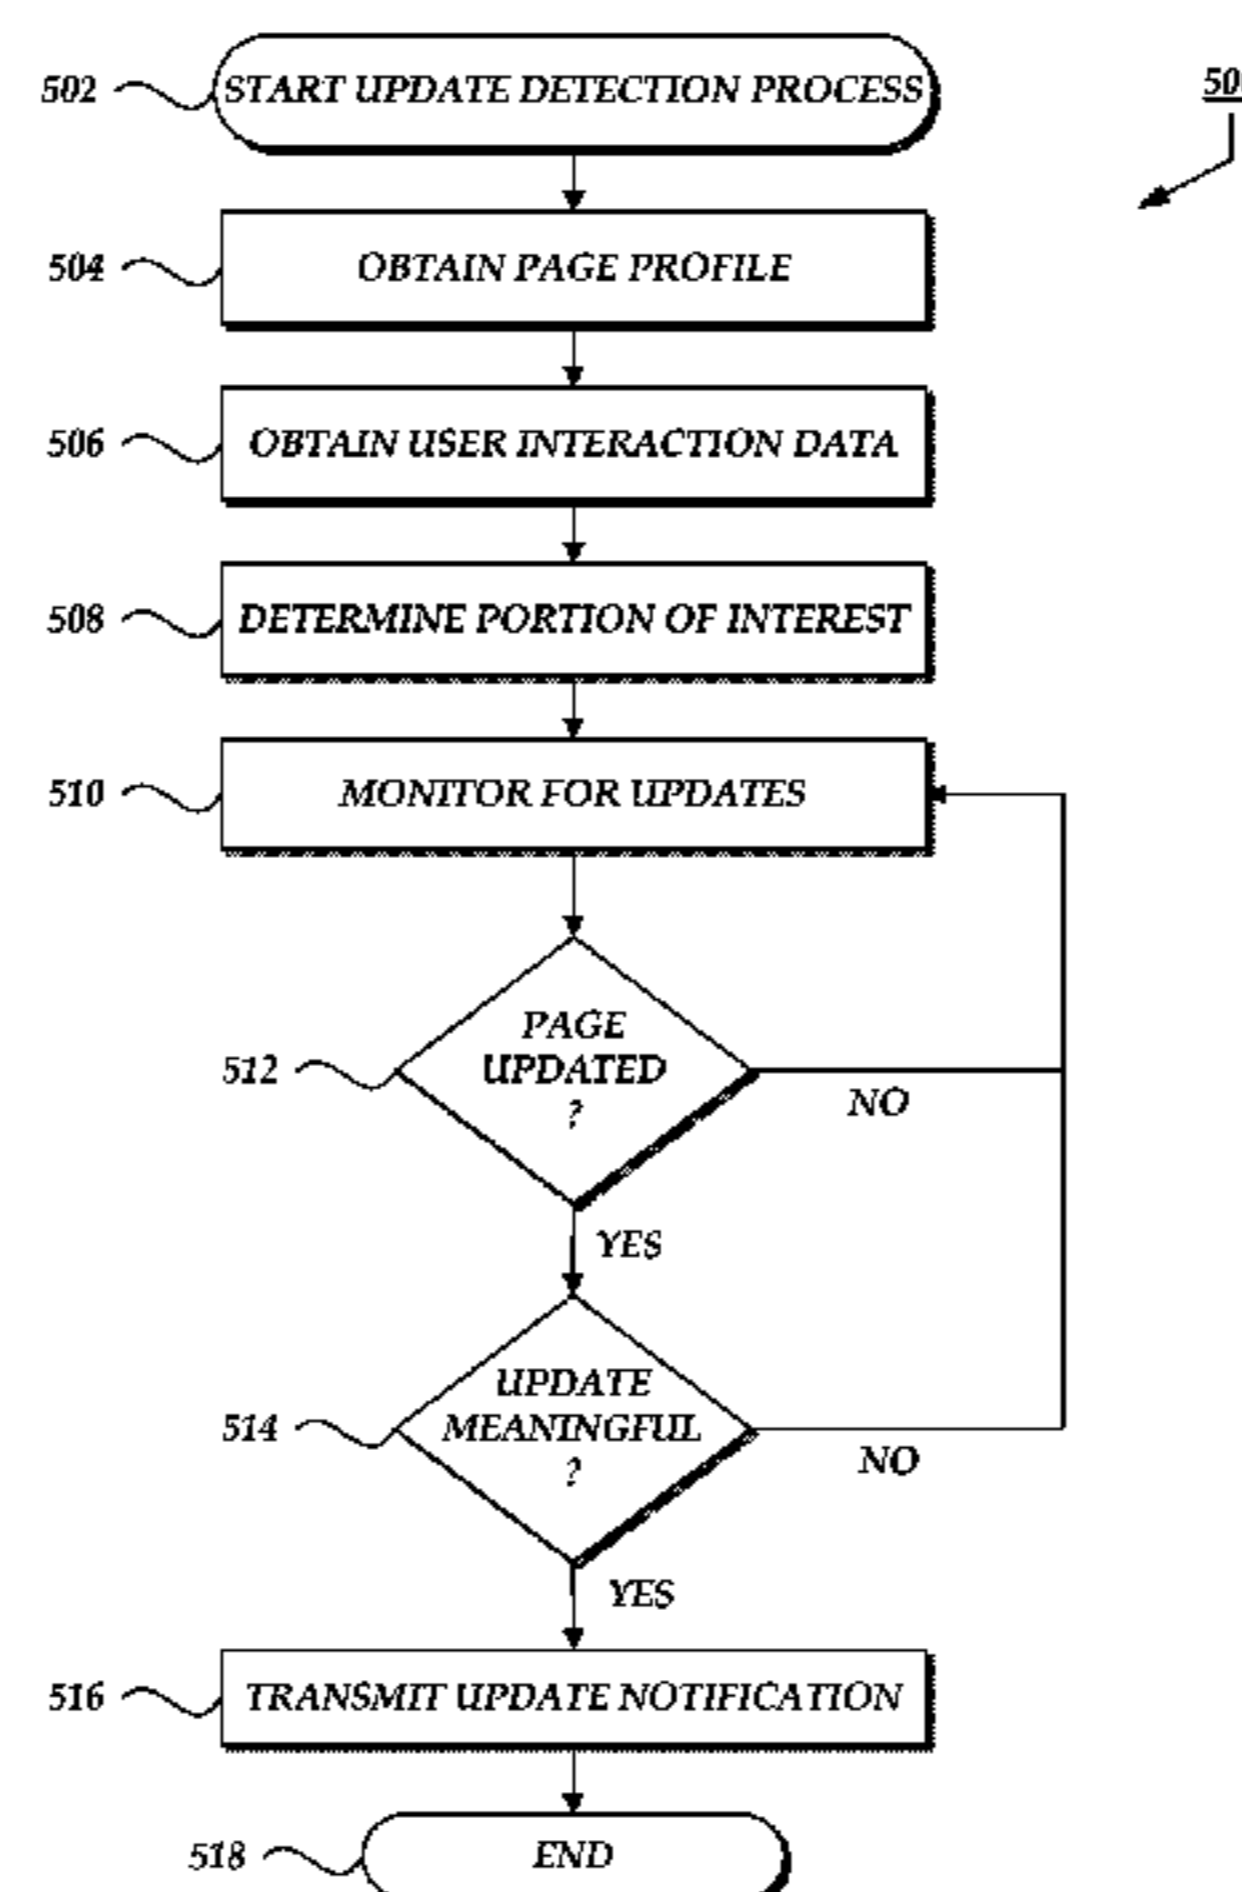 502 START UPDATE DETECTION PROCESS
504 OBTAIN PAGE PROFILE
506 OBTAIN USER INTERACTION DATA
508 DETERMINE PORTION OF INTEREST
510 MONITOR FOR UPDATES
PAGE
512 UPDATED
?
NO
YES
UPDATE
514 MEANINGFUL
?
NO
YES
516 TRANSMIT UPDATE NOTIFICATION
518 END